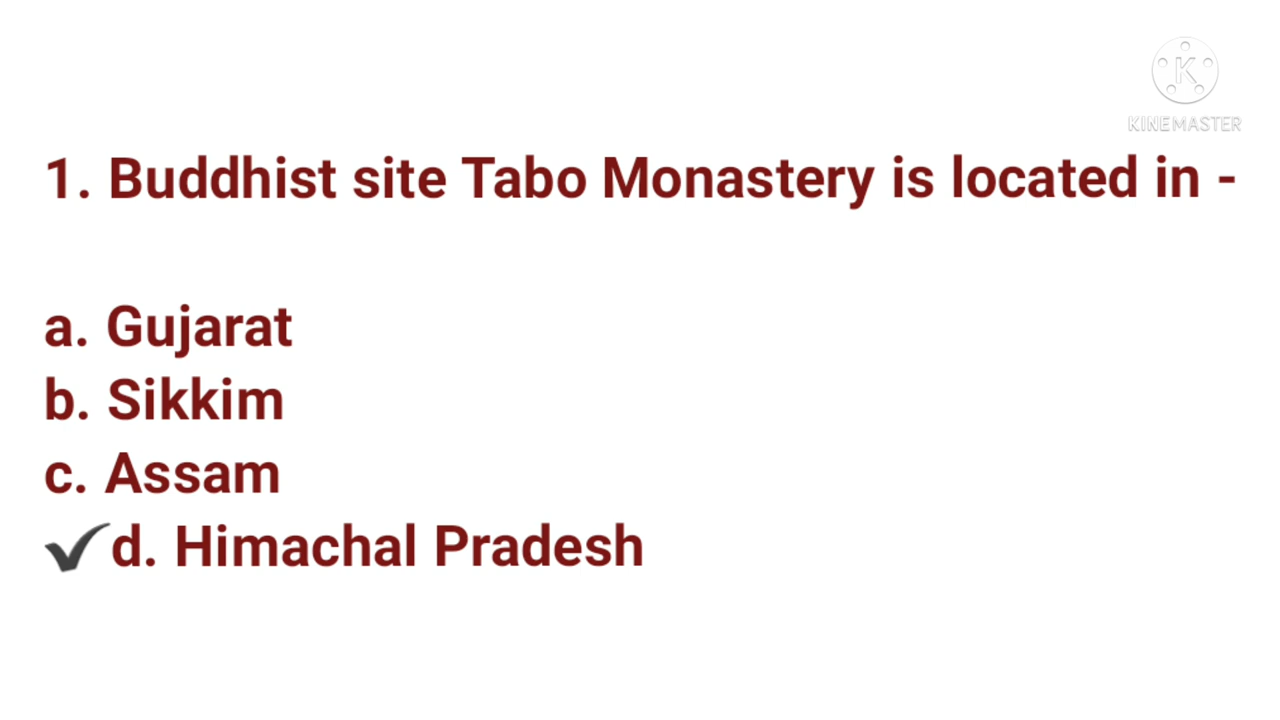 KINEMASTER
1. Buddhist site Tabo Monastery is located in -
a. Gujarat
b. Sikkim
c. Assam
✔d. Himachal Pradesh